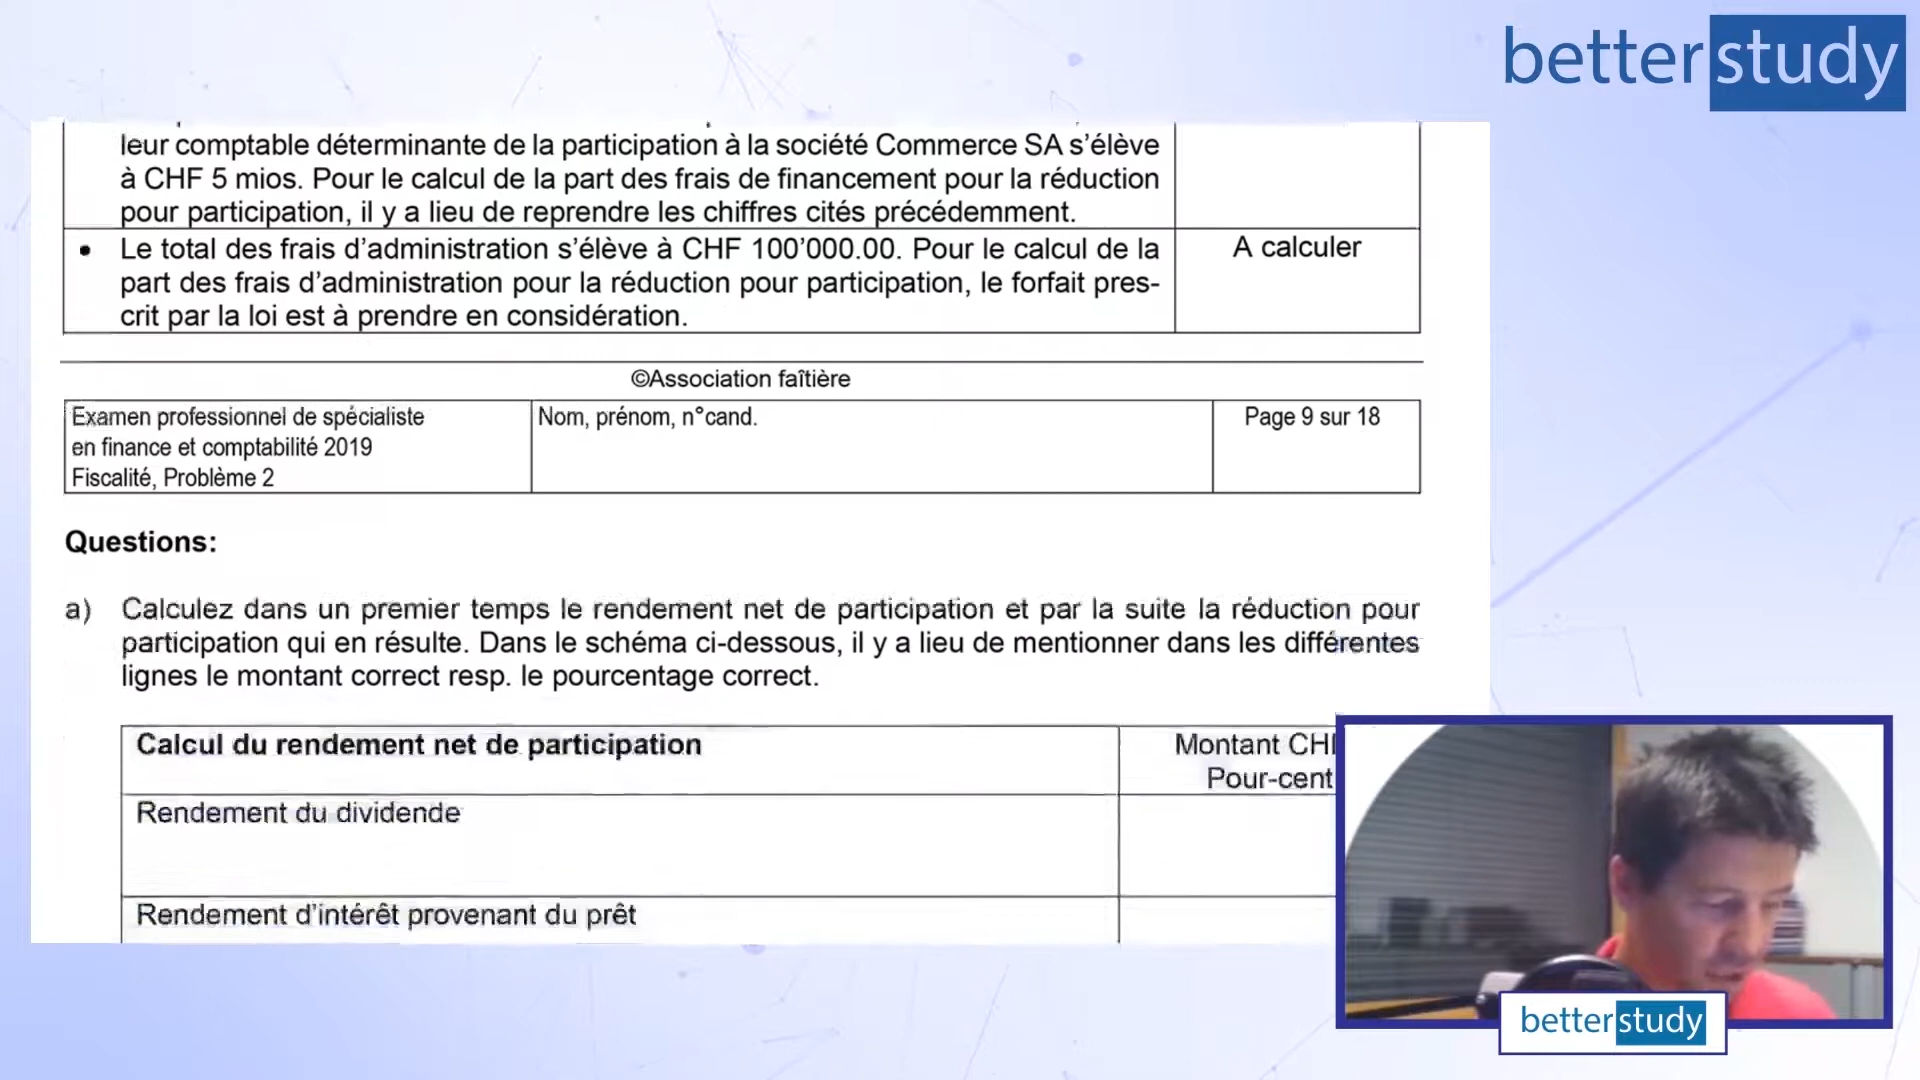 betterstudy
leur comptable déterminante de la participation à la société Commerce SA s'élève
à CHF 5 mios. Pour le calcul de la part des frais de financement pour la réduction
pour participation, il y a lieu de reprendre les chiffres cités précédemment.
• Le total des frais d'administration s'élève à CHF 100'000.00. Pour le calcul de la
part des frais d'administration pour la réduction pour participation, le forfait pres-
crit par la loi est à prendre en considération.
A calculer
©Association faîtière
Examen professionnel de spécialiste
en finance et comptabilité 2019
Fiscalité, Problème 2
Nom, prénom, n°cand.
Page 9 sur 18
Questions:
a) Calculez dans un premier temps le rendement net de participation et par la suite la réduction pour
participation qui en résulte. Dans le schéma ci-dessous, il y a lieu de mentionner dans les différentes
lignes le montant correct resp. le pourcentage correct.
Calcul du rendement net de participation
Montant CH
Pour-cent
Rendement du dividende
Rendement d'intérêt provenant du prêt
betterstudy